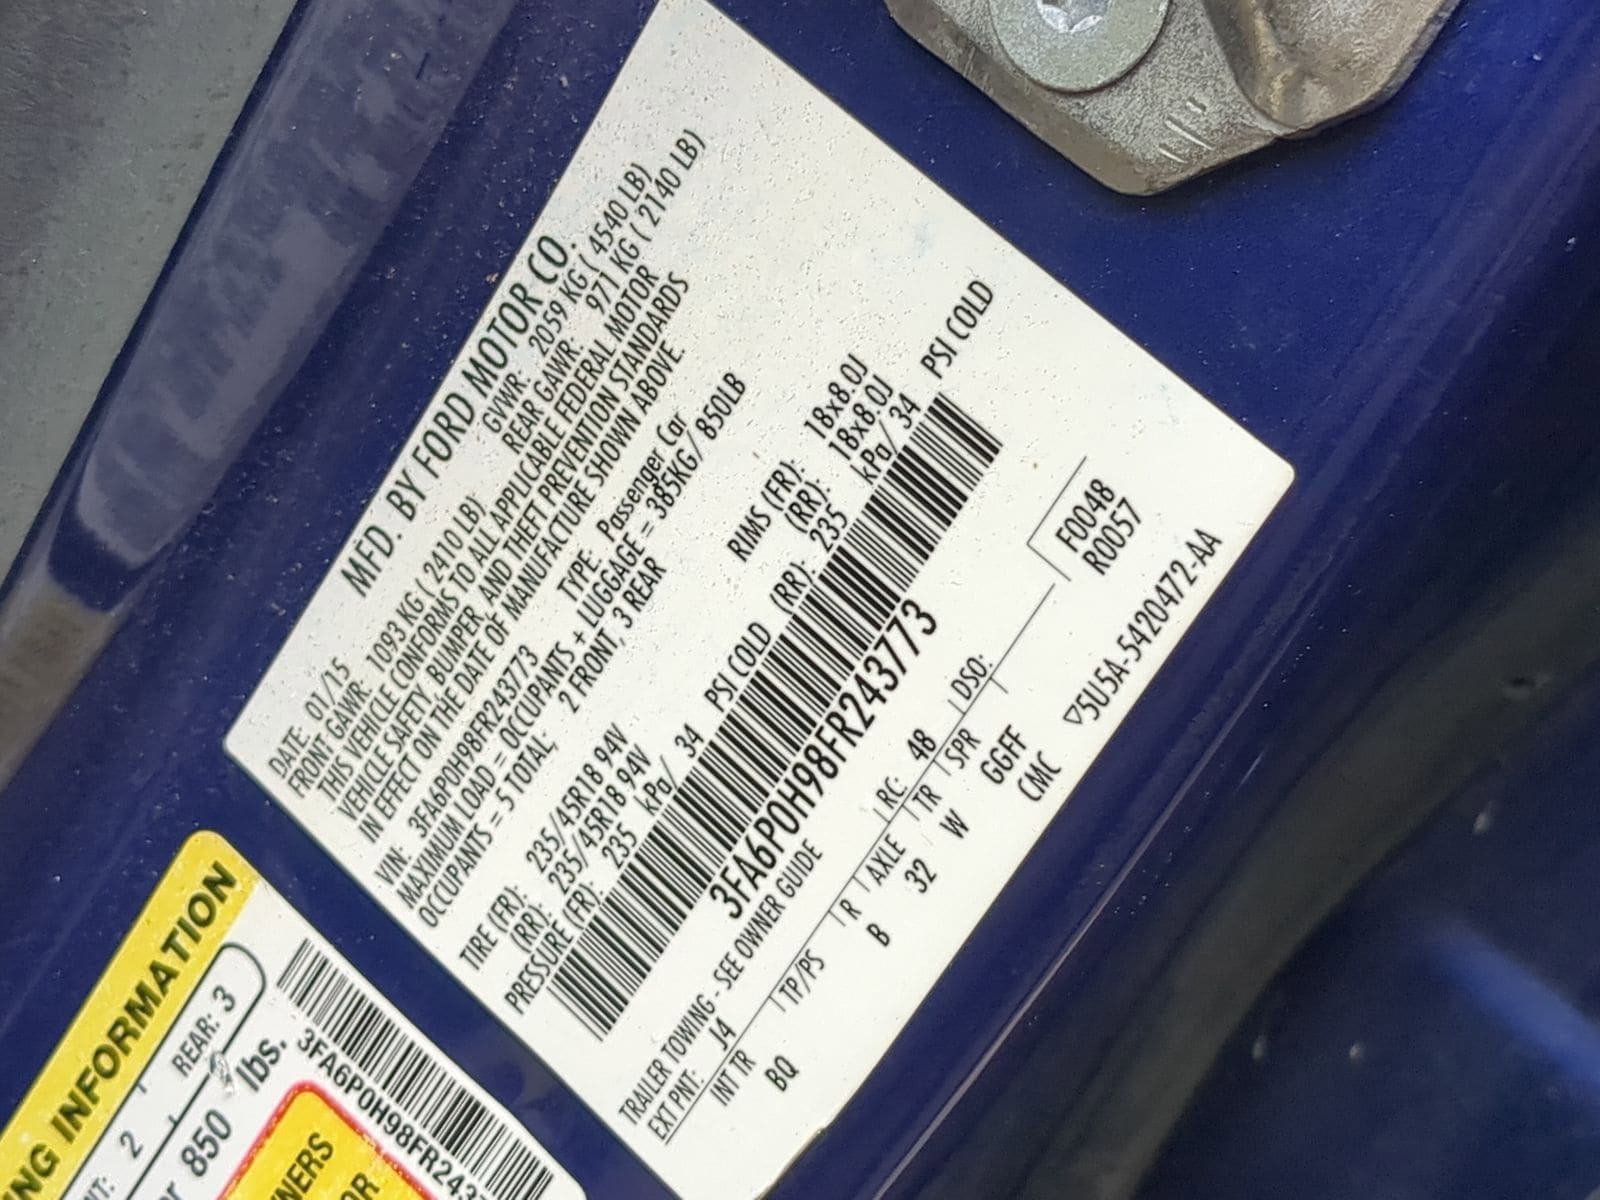 MFD. BY FORD MOTOR CO.
DATE: 01/15 GVWR: 2059 KG ( 4540 LB)
FRONT GAWR: 1093 KG ( 2410 LB) REAR GAWR: 971 KG ( 2140 LB)
THIS VEHICLE CONFORMS TO ALL APPLICABLE FEDERAL MOTOR
VEHICLE SAFETY, BUMPER, AND THEFT PREVENTION STANDARDS
IN EFFECT ON THE DATE OF MANUFACTURE SHOWN ABOVE.
VIN: 3FA6P0H98FR243773 TYPE: Passenger Car
MAXIMUM LOAD = OCCUPANTS + LUGGAGE = 385KG/ 850LB
OCCUPANTS = 5 TOTAL, 2 FRONT, 3 REAR
TIRE (FR): 235/45R18 94V RIMS (FR): 18x8.0J
(RR): 235/45R18 94V (RR): 18x8.0J
PRESSURE (FR): 235 kPa/ 34 PSI COLD (RR): 235 kPa/ 34 PSI COLD
3FA6P0H98FR243773
TRAILER TOWING - SEE OWNER GUIDE
F0048
R0057
EXT PNT: J4 RC: 48 DSO:
INT TR TP/PS R AXLE TR SPR
BQ B 32 W GGFF
CMC
▽5U5A-5420472-AA
NG INFORMATION
NT: 2 REAR: 3
or 850 lbs.
3FA6P0H98FR243
NERS
OR